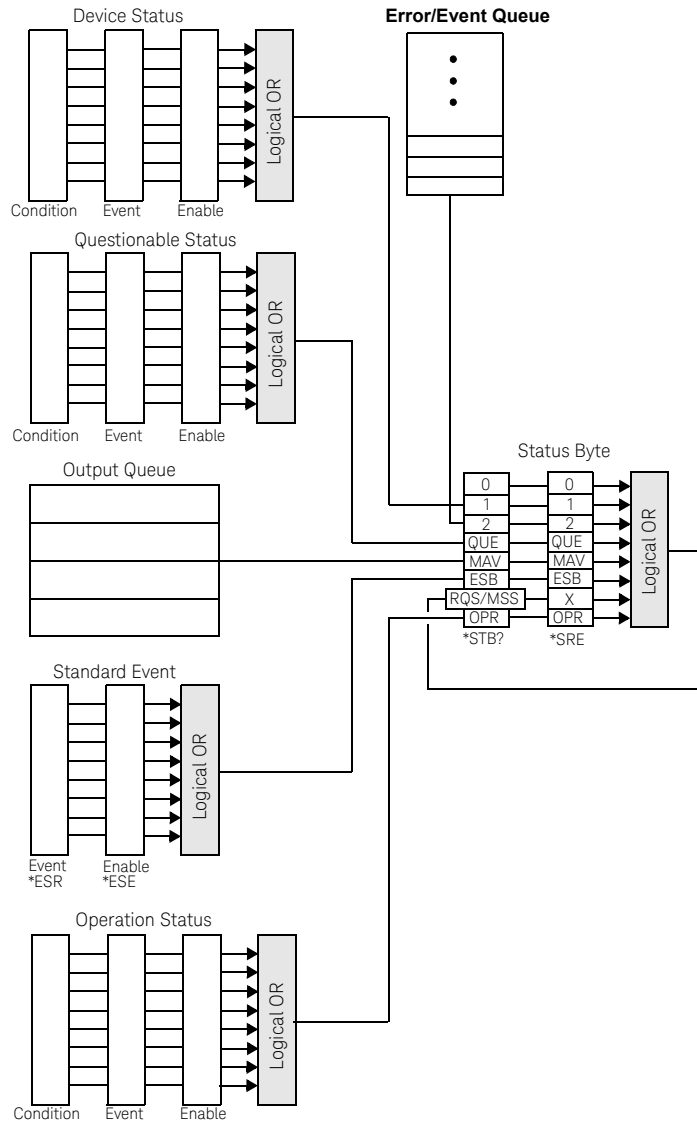 Device Status
Logical OR
Condition Event Enable
Error/Event Queue
Questionable Status
Logical OR
Condition Event Enable
Output Queue
Status Byte
0 0
1 1
2 2
QUE QUE
MAV MAV
ESB ESB
RQS/MSS X
OPR OPR
*STB? *SRE
Logical OR
Standard Event
Logical OR
Event Enable
*ESR *ESE
Operation Status
Logical OR
Condition Event Enable